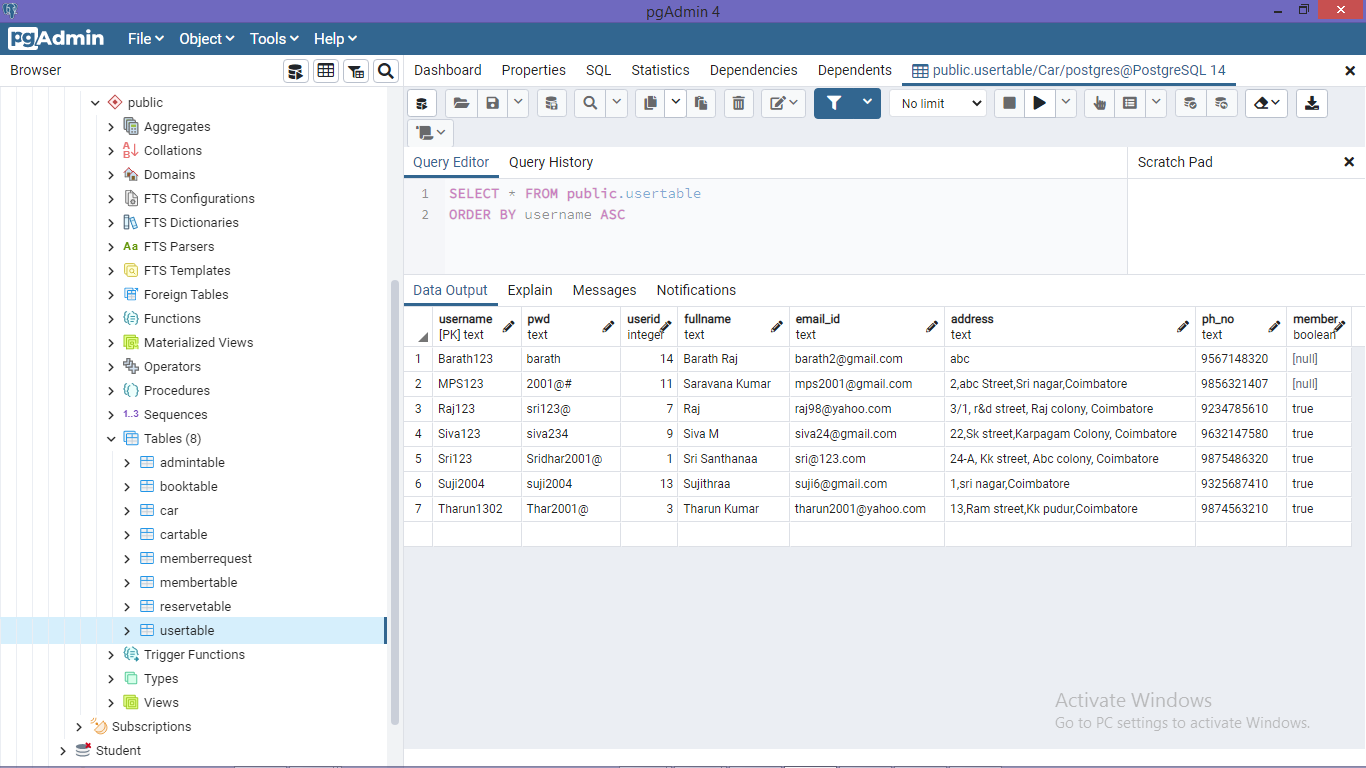 pgAdmin 4
pgAdmin File Object Tools Help
Browser
Dashboard Properties SQL Statistics Dependencies Dependents public.usertable/Car/postgres@PostgreSQL 14
public
Aggregates
Collations
Domains
FTS Configurations
FTS Dictionaries
Aa FTS Parsers
FTS Templates
Foreign Tables
Functions
Materialized Views
Operators
Procedures
1..3 Sequences
Tables (8)
admintable
booktable
car
cartable
memberrequest
membertable
reservetable
usertable
Trigger Functions
Types
Views
Subscriptions
Student
No limit
Query Editor Query History
Scratch Pad
1 SELECT * FROM public.usertable
2 ORDER BY username ASC
Data Output Explain Messages Notifications
username pwd userid fullname email_id address ph_no member
[PK] text text integer text text text text boolean
1 Barath123 barath 14 Barath Raj barath2@gmail.com abc 9567148320 [null]
2 MPS123 2001@# 11 Saravana Kumar mps2001@gmail.com 2,abc Street,Sri nagar,Coimbatore 9856321407 [null]
3 Raj123 sri123@ 7 Raj raj98@yahoo.com 3/1, r&d street, Raj colony, Coimbatore 9234785610 true
4 Siva123 siva234 9 Siva M siva24@gmail.com 22,Sk street,Karpagam Colony, Coimbatore 9632147580 true
5 Sri123 Sridhar2001@ 1 Sri Santhanaa sri@123.com 24-A, Kk street, Abc colony, Coimbatore 9875486320 true
6 Suji2004 suji2004 13 Sujithraa suji6@gmail.com 1,sri nagar,Coimbatore 9325687410 true
7 Tharun1302 Thar2001@ 3 Tharun Kumar tharun2001@yahoo.com 13,Ram street,Kk pudur,Coimbatore 9874563210 true
Activate Windows
Go to PC settings to activate Windows.